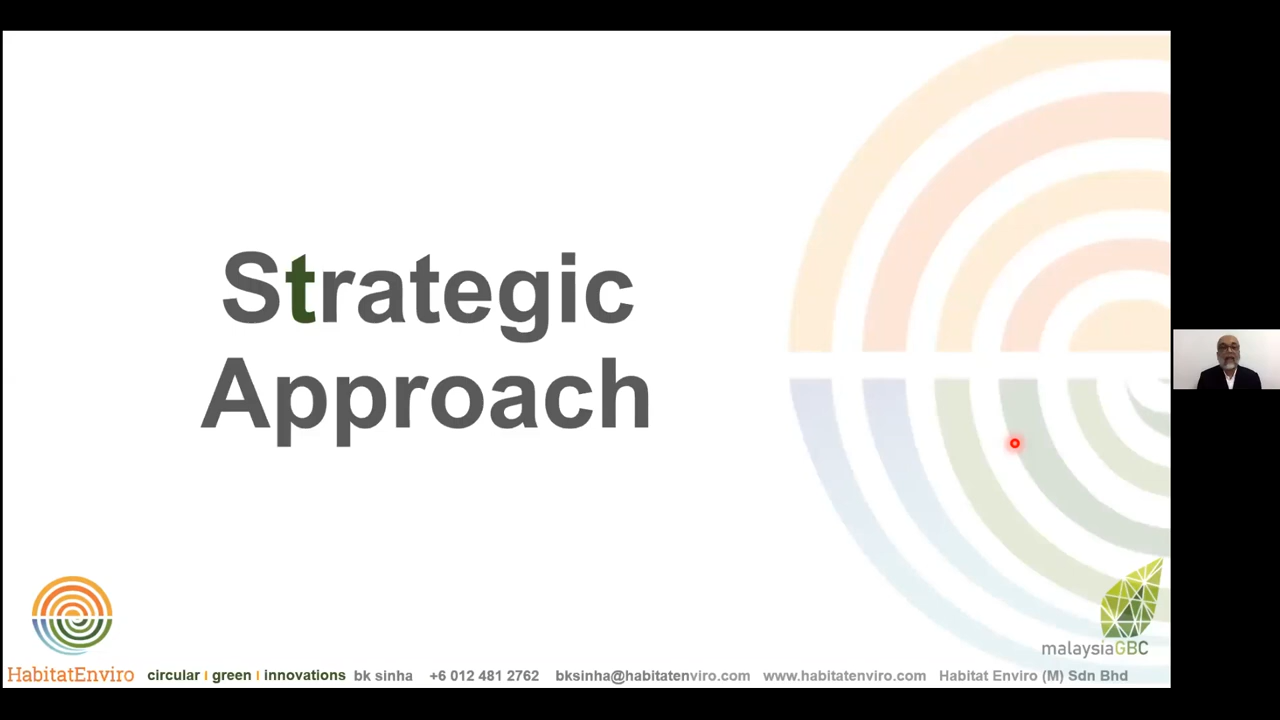 Strategic
Approach
malaysiaGBC
HabitatEnviro
circular I green I innovations bk sinha +6 012 481 2762 bksinha@habitatenviro.com www.habitatenviro.com Habitat Enviro (M) Sdn Bhd